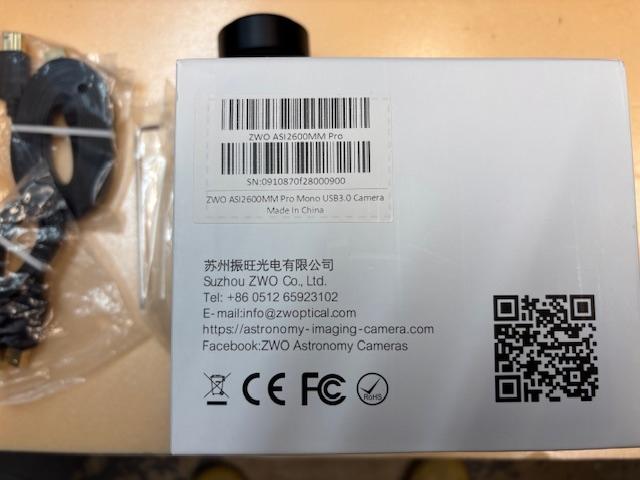 ZWO ASI2600MM Pro
SN:0910870f28000900
ZWO ASI2600MM Pro Mono USB3.0 Camera
Made In China
苏州振旺光电有限公司
Suzhou ZWO Co., Ltd.
Tel: +86 0512 65923102
E-mail:info@zwoptical.com
https://astronomy-imaging-camera.com
Facebook:ZWO Astronomy Cameras
CE FC RoHS